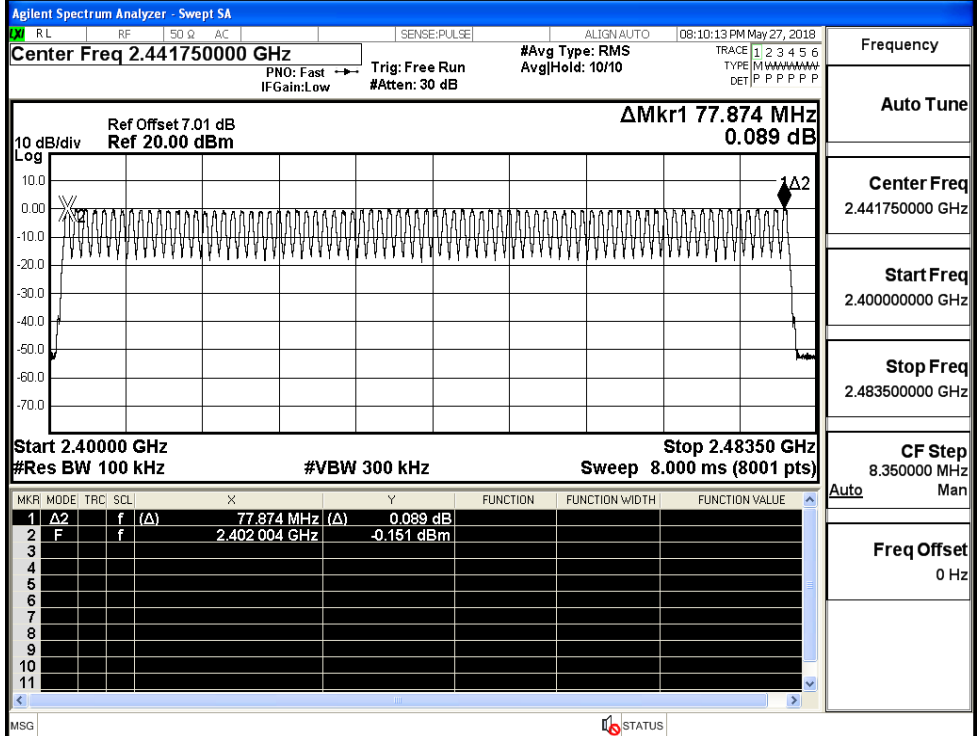 Agilent Spectrum Analyzer - Swept SA
LXI RL RF 50 Ω AC SENSE:PULSE ALIGN AUTO 08:10:13 PM May 27, 2018
Center Freq 2.441750000 GHz
PNO: Fast
IFGain:Low
Trig: Free Run
#Atten: 30 dB
#Avg Type: RMS
Avg|Hold: 10/10
TRACE 1 2 3 4 5 6
TYPE M WWWWW
DET P P P P P P
Frequency
Auto Tune
Center Freq
2.441750000 GHz
Start Freq
2.400000000 GHz
Stop Freq
2.483500000 GHz
CF Step
8.350000 MHz
Auto Man
Freq Offset
0 Hz
ΔMkr1 77.874 MHz
0.089 dB
Ref Offset 7.01 dB
10 dB/div Ref 20.00 dBm
Log
10.0
0.00
-10.0
-20.0
-30.0
-40.0
-50.0
-60.0
-70.0
X2
1Δ2
Start 2.40000 GHz Stop 2.48350 GHz
#Res BW 100 kHz #VBW 300 kHz Sweep 8.000 ms (8001 pts)
MKR MODE TRC SCL X Y FUNCTION FUNCTION WIDTH FUNCTION VALUE
1 Δ2 f (Δ) 77.874 MHz (Δ) 0.089 dB
2 F f 2.402 004 GHz -0.151 dBm
3
4
5
6
7
8
9
10
11
MSG STATUS